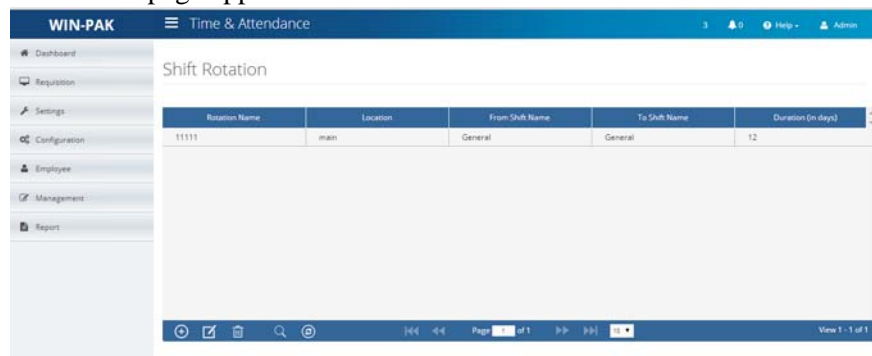 WIN-PAK
Time & Attendance
3
0
Help
Admin
Dashboard
Requisition
Settings
Configuration
Employee
Management
Report
Shift Rotation
Rotation Name Location From Shift Name To Shift Name Duration (in days)
11111 main General General 12
Page 1 of 1
View 1 - 1 of 1